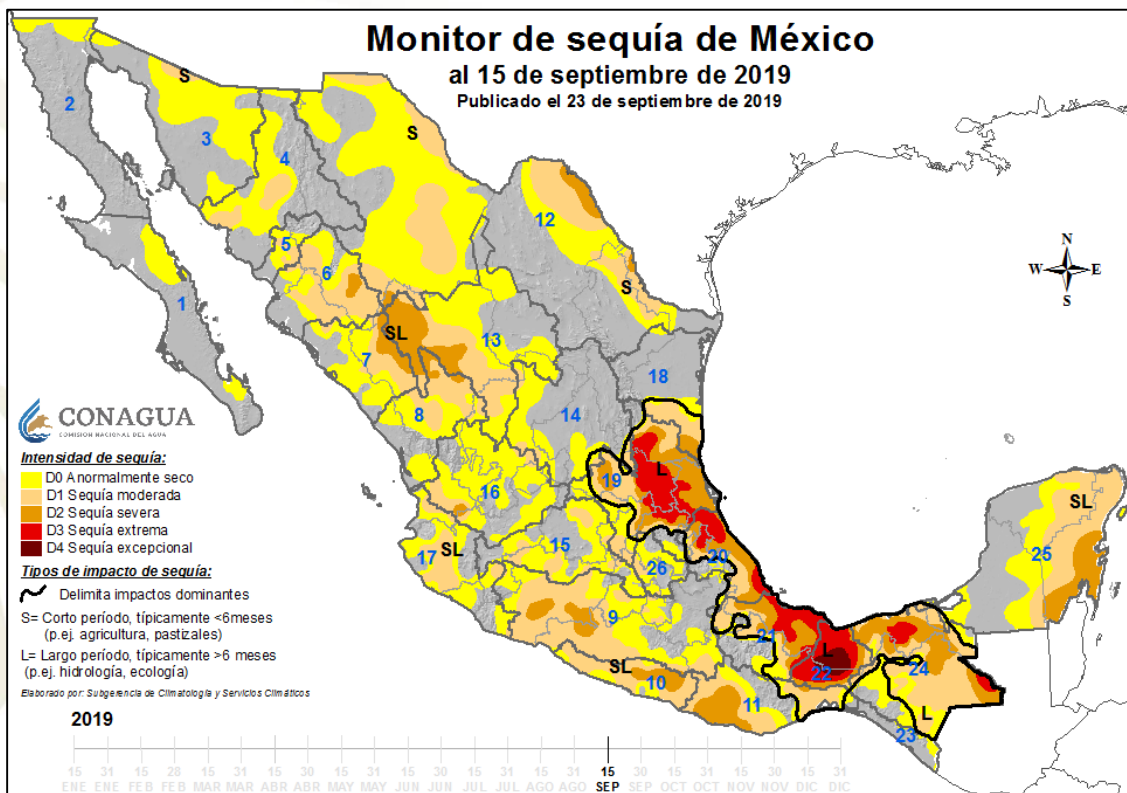 Monitor de sequía de México
al 15 de septiembre de 2019
Publicado el 23 de septiembre de 2019
S
2
3
4
S
12
5
6
S
1
SL
13
7
18
8
14
19
L
SL
16
25
17
SL
15
20
26
9
21
L
22
24
SL
10
11
L
23
N
W E
S
CONAGUA
COMISIÓN NACIONAL DEL AGUA
Intensidad de sequía:
D0 Anormalmente seco
D1 Sequía moderada
D2 Sequía severa
D3 Sequía extrema
D4 Sequía excepcional
Tipos de impacto de sequía:
Delimita impactos dominantes
S= Corto período, típicamente <6meses
(p.ej. agricultura, pastizales)
L= Largo período, típicamente >6 meses
(p.ej. hidrología, ecología)
Elaborado por: Subgerencia de Climatología y Servicios Climáticos
2019
15 31 15 28 15 31 15 30 15 31 15 30 15 31 15 31 15 30 15 31 15 30 15 31
ENE ENE FEB FEB MAR MAR ABR ABR MAY MAY JUN JUN JUL JUL AGO AGO SEP SEP OCT OCT NOV NOV DIC DIC